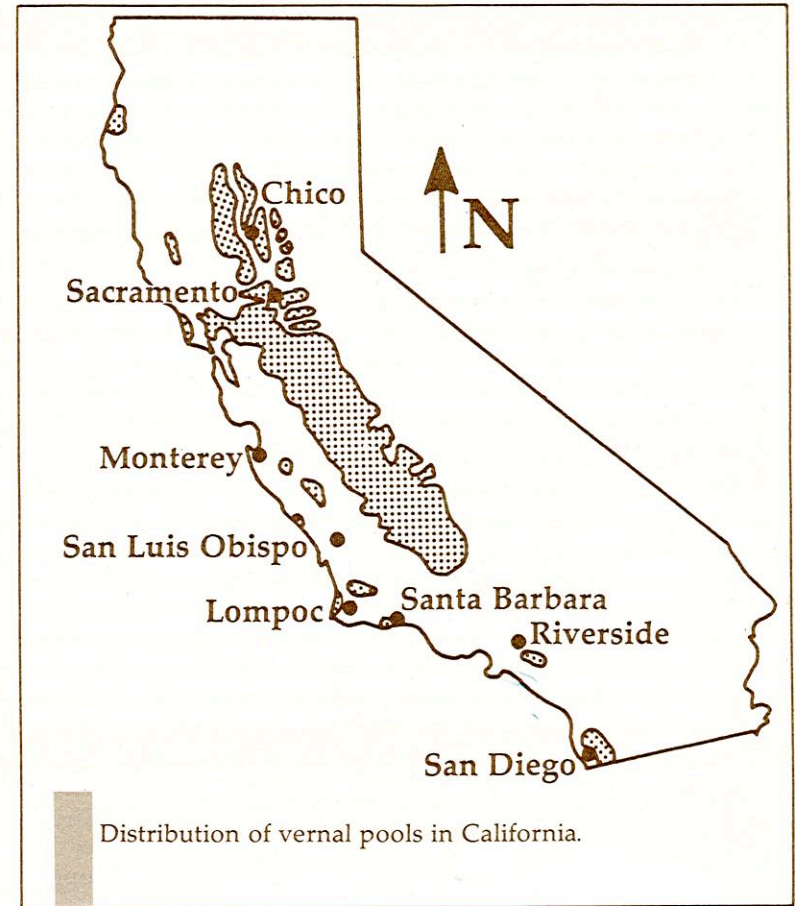 Chico
N
Sacramento
Monterey
San Luis Obispo
Lompoc
Santa Barbara
Riverside
San Diego
Distribution of vernal pools in California.